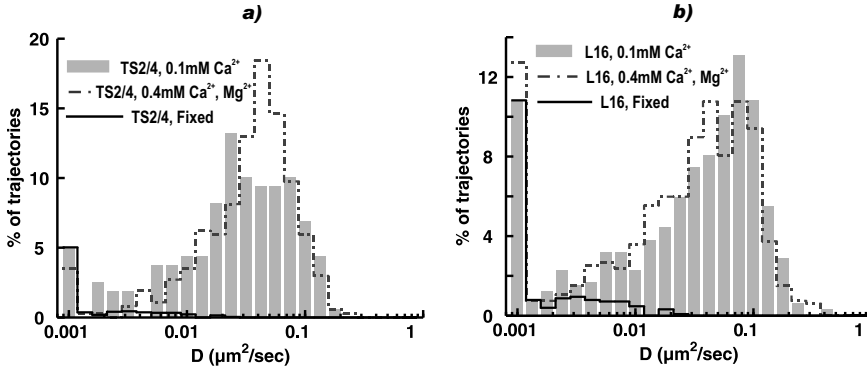 a)
20
15
10
5
0
% of trajectories
TS2/4, 0.1mM Ca²⁺
TS2/4, 0.4mM Ca²⁺, Mg²⁺
TS2/4, Fixed
0.001 0.01 0.1 1
D (µm²/sec)
b)
12
8
4
0
% of trajectories
L16, 0.1mM Ca²⁺
L16, 0.4mM Ca²⁺, Mg²⁺
L16, Fixed
0.001 0.01 0.1 1
D (µm²/sec)